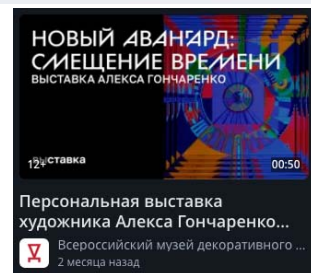 НОВЫЙ АВАНГАРД:
СМЕЩЕНИЕ ВРЕМЕНИ
ВЫСТАВКА АЛЕКСА ГОНЧАРЕНКО
12+
выставка
00:50
Персональная выставка
художника Алекса Гончаренко...
Всероссийский музей декоративного ...
2 месяца назад